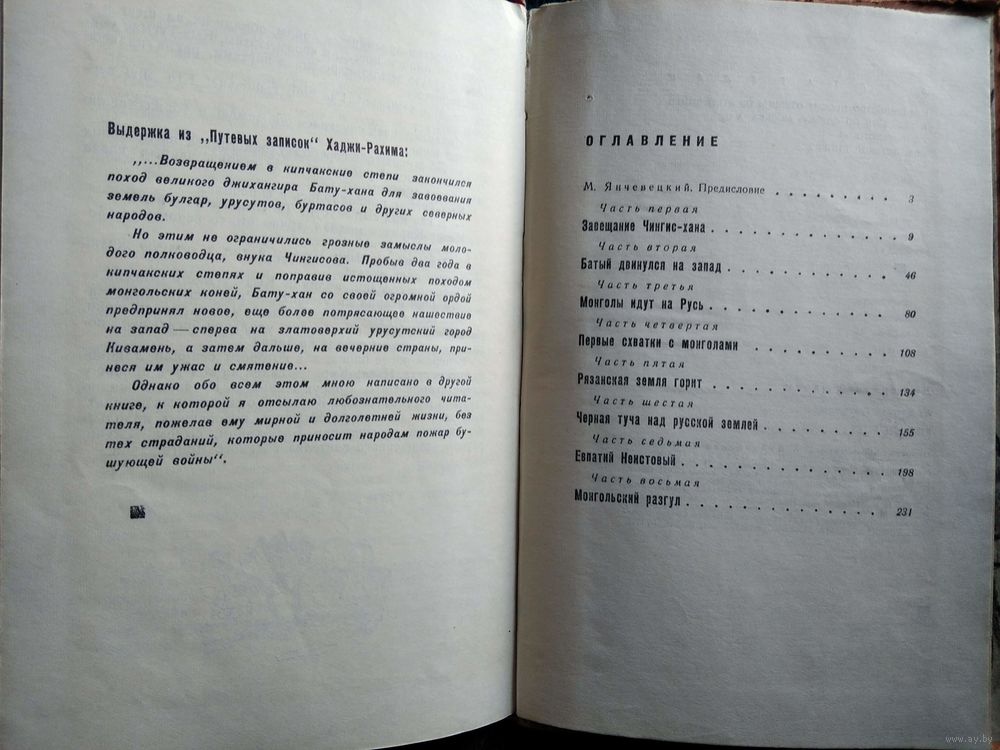 Выдержка из „Путевых записок“ Хаджи-Рахима:
„...Возвращением в кипчакские степи закончился
поход великого джихангира Бату-хана для завоевания
земель булгар, урусутов, буртасов и других северных
народов.
Но этим не ограничились грозные замыслы моло-
дого полководца, внука Чингисова. Пробыв два года в
кипчакских степях и поправив истощенных походом
монгольских коней, Бату-хан со своей огромной ордой
предпринял новое, еще более потрясающее нашествие
на запад — сперва на златоверхий урусутский город
Кивамень, а затем дальше, на вечерние страны, при-
неся им ужас и смятение...
Однако обо всем этом мною написано в другой
книге, к которой я отсылаю любознательного чита-
теля, пожелав ему мирной и долголетней жизни, без
тех страданий, которые приносит народам пожар бу-
шующей войны“.
ОГЛАВЛЕНИЕ
М. Янчевецкий. Предисловие . . . . . . . . . . 3
Часть первая
Завещание Чингис-хана . . . . . . . . . . . . . 9
Часть вторая
Батый двинулся на запад . . . . . . . . . . . . 46
Часть третья
Монголы идут на Русь . . . . . . . . . . . . . 80
Часть четвертая
Первые схватки с монголами . . . . . . . . . . 108
Часть пятая
Рязанская земля горит . . . . . . . . . . . . . 134
Часть шестая
Черная туча над русской землей . . . . . . . . . 155
Часть седьмая
Евпатий Неистовый . . . . . . . . . . . . . . 198
Часть восьмая
Монгольский разгул . . . . . . . . . . . . . . 231
www.ay.by